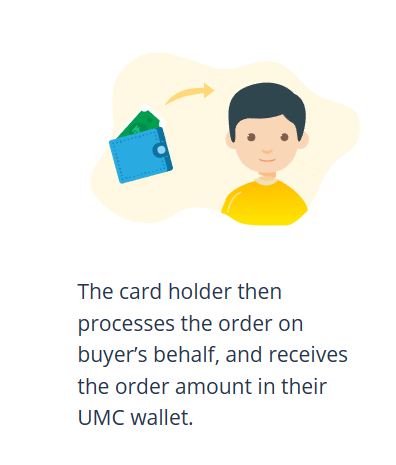 The card holder then
processes the order on
buyer’s behalf, and receives
the order amount in their
UMC wallet.